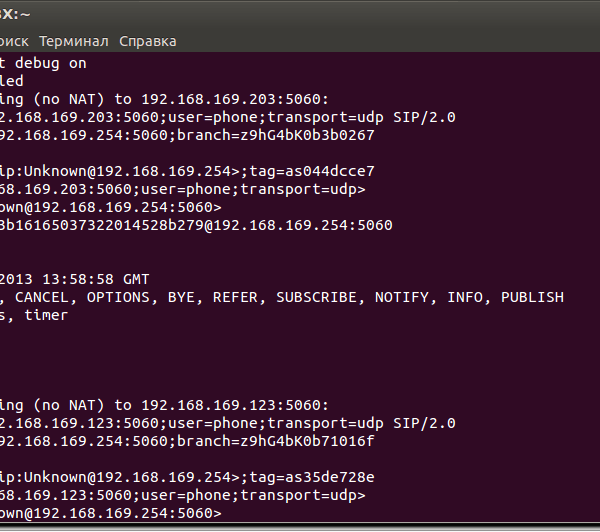 BX:~
оиск Терминал Справка
t debug on
led
ing (no NAT) to 192.168.169.203:5060:
2.168.169.203:5060;user=phone;transport=udp SIP/2.0
92.168.169.254:5060;branch=z9hG4bK0b3b0267
ip:Unknown@192.168.169.254>;tag=as044dcce7
68.169.203:5060;user=phone;transport=udp>
own@192.168.169.254:5060>
3b16165037322014528b279@192.168.169.254:5060
2013 13:58:58 GMT
, CANCEL, OPTIONS, BYE, REFER, SUBSCRIBE, NOTIFY, INFO, PUBLISH
s, timer
ing (no NAT) to 192.168.169.123:5060:
2.168.169.123:5060;user=phone;transport=udp SIP/2.0
92.168.169.254:5060;branch=z9hG4bK0b71016f
ip:Unknown@192.168.169.254>;tag=as35de728e
68.169.123:5060;user=phone;transport=udp>
own@192.168.169.254:5060>